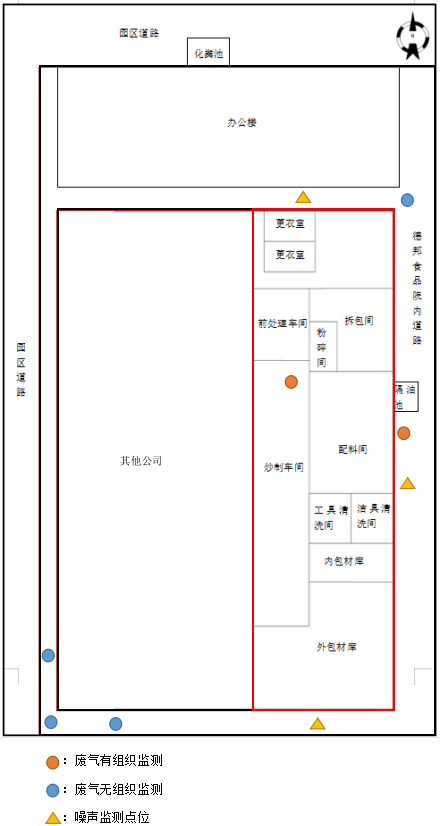 园区道路
化粪池
N
办公楼
更衣室
更衣室
德邦食品院内道路
前处理车间
拆包间
粉碎间
园区道路
隔油
池
配料间
其他公司
炒制车间
工具清
洗间
洁具清
洗间
内包材库
外包材库
：废气有组织监测
：废气无组织监测
：噪声监测点位